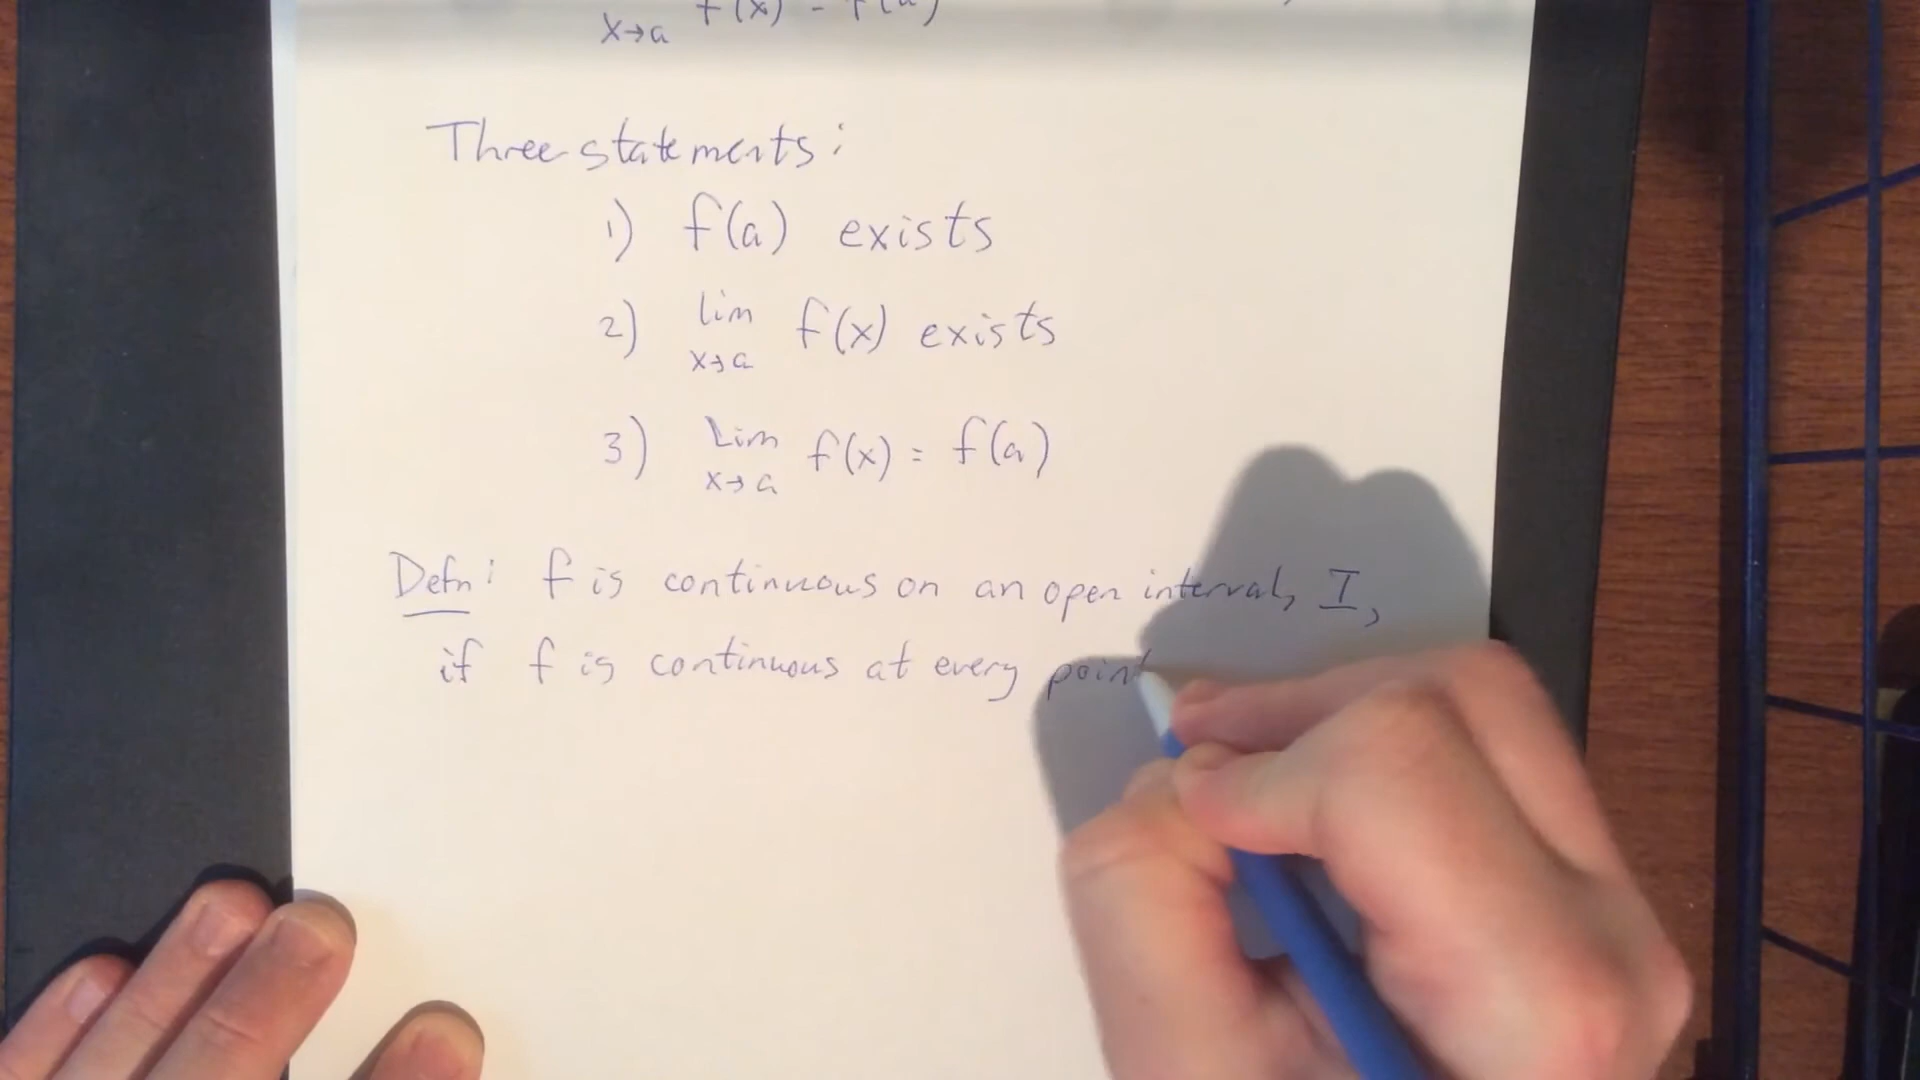 x→a f(x) = f(a)
Three statements:
1) f(a) exists
2) lim x→a f(x) exists
3) Lim x→a f(x) = f(a)
Defn: f is continuous on an open interval, I,
if f is continuous at every point